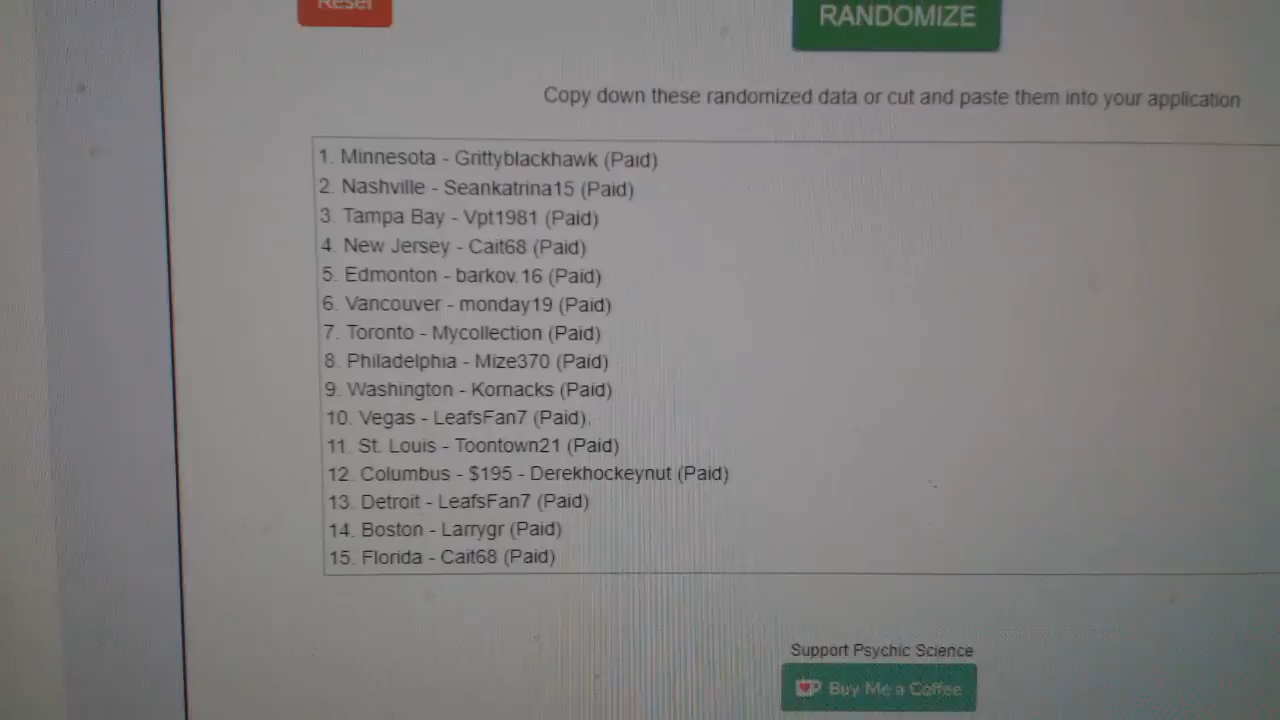 Reset
RANDOMIZE
Copy down these randomized data or cut and paste them into your application
1. Minnesota - Grittyblackhawk (Paid)
2. Nashville - Seankatrina15 (Paid)
3. Tampa Bay - Vpt1981 (Paid)
4. New Jersey - Cait68 (Paid)
5. Edmonton - barkov.16 (Paid)
6. Vancouver - monday19 (Paid)
7. Toronto - Mycollection (Paid)
8. Philadelphia - Mize370 (Paid)
9. Washington - Kornacks (Paid)
10. Vegas - LeafsFan7 (Paid),
11. St. Louis - Toontown21 (Paid)
12. Columbus - $195 - Derekhockeynut (Paid)
13. Detroit - LeafsFan7 (Paid)
14. Boston - Larrygr (Paid)
15. Florida - Cait68 (Paid)
Support Psychic Science
Buy Me a Coffee